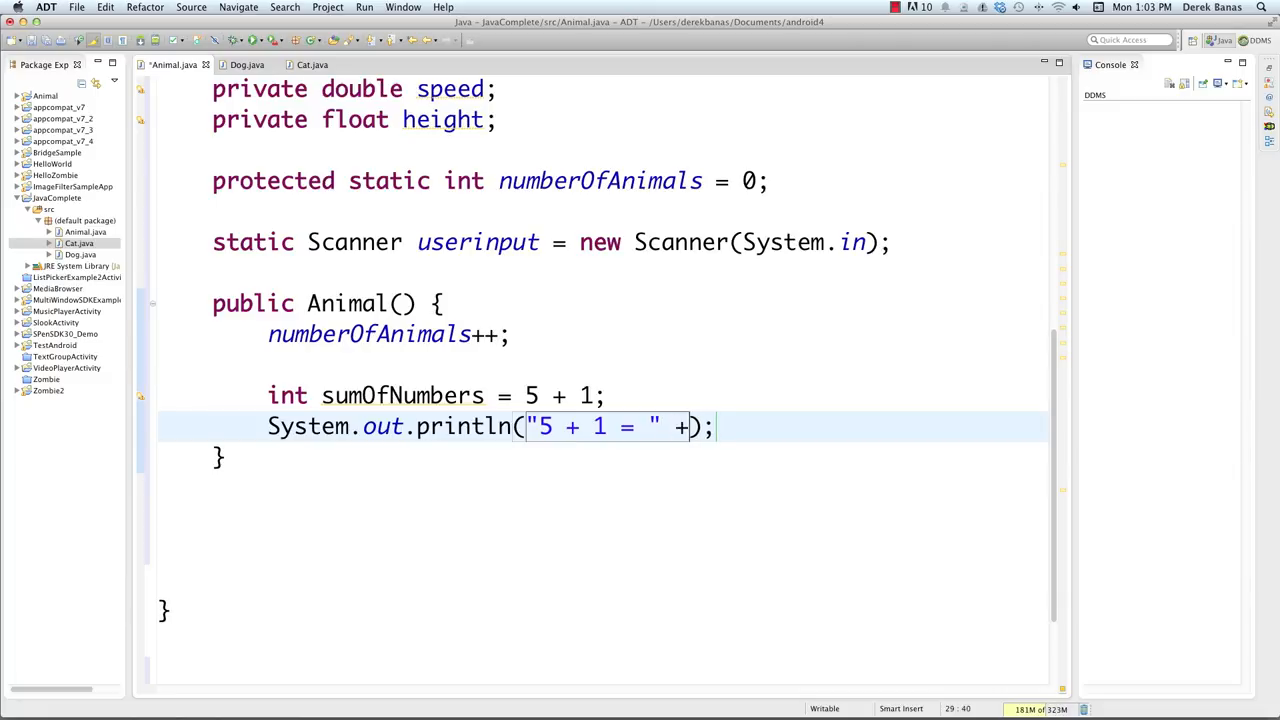 ADT File Edit Refactor Source Navigate Search Project Run Window Help 10 Mon 1:03 PM Derek Banas
Java - JavaComplete/src/Animal.java - ADT - /Users/derekbanas/Documents/android4
Quick Access Java DDMS
Package Exp
*Animal.java Dog.java Cat.java
Console
DDMS
Animal
appcompat_v7
appcompat_v7_2
appcompat_v7_3
appcompat_v7_4
BridgeSample
HelloWorld
HelloZombie
ImageFilterSampleApp
JavaComplete
src
(default package)
Animal.java
Cat.java
Dog.java
JRE System Library [Ja
ListPickerExample2Activi
MediaBrowser
MultiWindowSDKExample
MusicPlayerActivity
SlookActivity
SPenSDK30_Demo
TestAndroid
TextGroupActivity
VideoPlayerActivity
Zombie
Zombie2
private double speed;
private float height;
protected static int numberOfAnimals = 0;
static Scanner userinput = new Scanner(System.in);
public Animal() {
numberOfAnimals++;
int sumOfNumbers = 5 + 1;
System.out.println("5 + 1 = " +);
}
}
Writable Smart Insert 29 : 40 181M of 323M